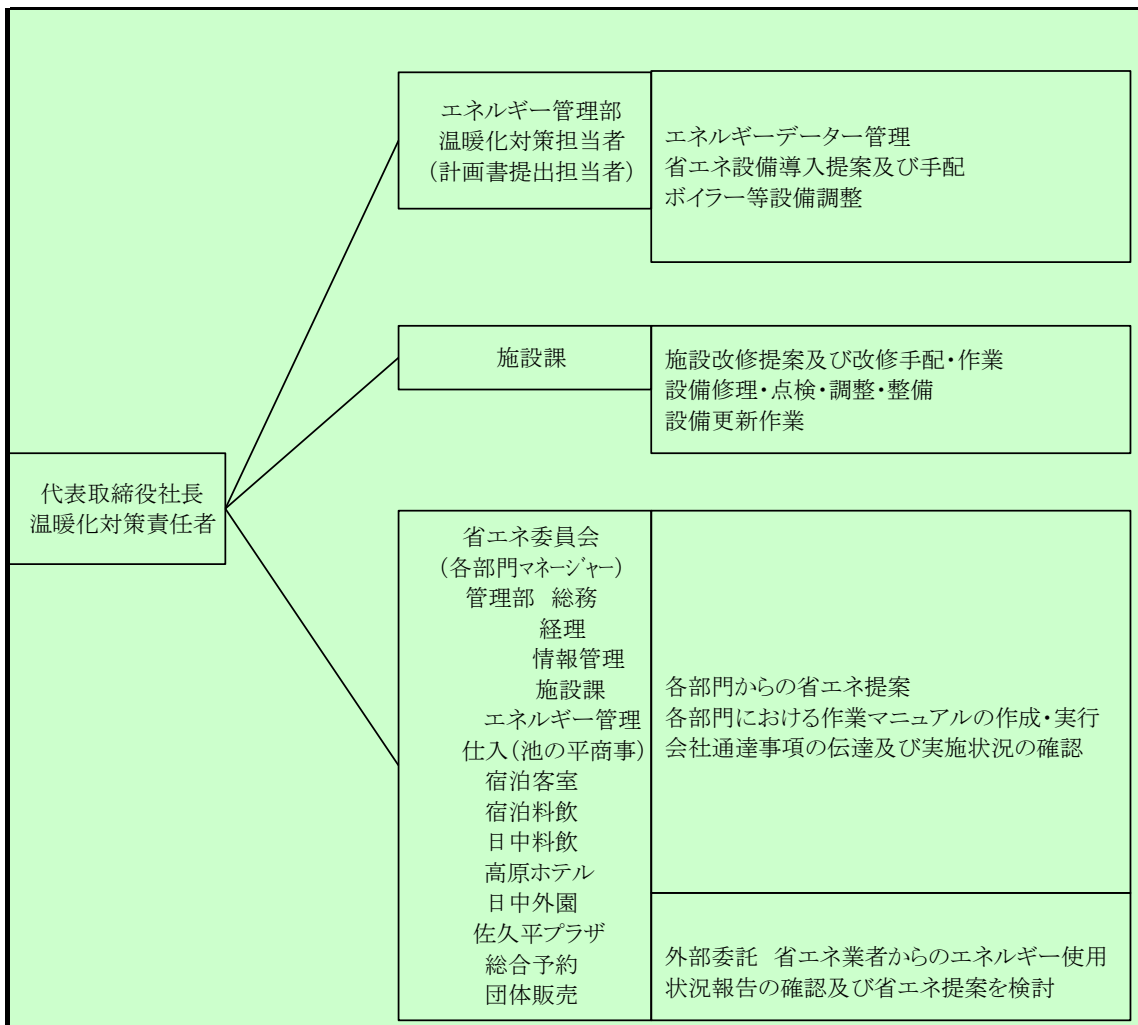 エネルギー管理部
温暖化対策担当者
(計画書提出担当者)
エネルギーデーター管理
省エネ設備導入提案及び手配
ボイラー等設備調整
施設課
施設改修提案及び改修手配・作業
設備修理・点検・調整・整備
設備更新作業
代表取締役社長
温暖化対策責任者
省エネ委員会
(各部門マネージャー)
管理部 総務
経理
情報管理
施設課
エネルギー管理
仕入(池の平商事)
宿泊客室
宿泊料飲
日中料飲
高原ホテル
日中外園
佐久平プラザ
総合予約
団体販売
各部門からの省エネ提案
各部門における作業マニュアルの作成・実行
会社通達事項の伝達及び実施状況の確認
外部委託 省エネ業者からのエネルギー使用
状況報告の確認及び省エネ提案を検討